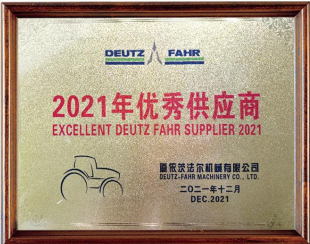 DEUTZ FAHR
2021年优秀供应商
EXCELLENT DEUTZ FAHR SUPPLIER 2021
道依茨法尔机械有限公司
DEUTZ-FAHR MACHINERY CO., LTD.
二〇二一年十二月
DEC.2021